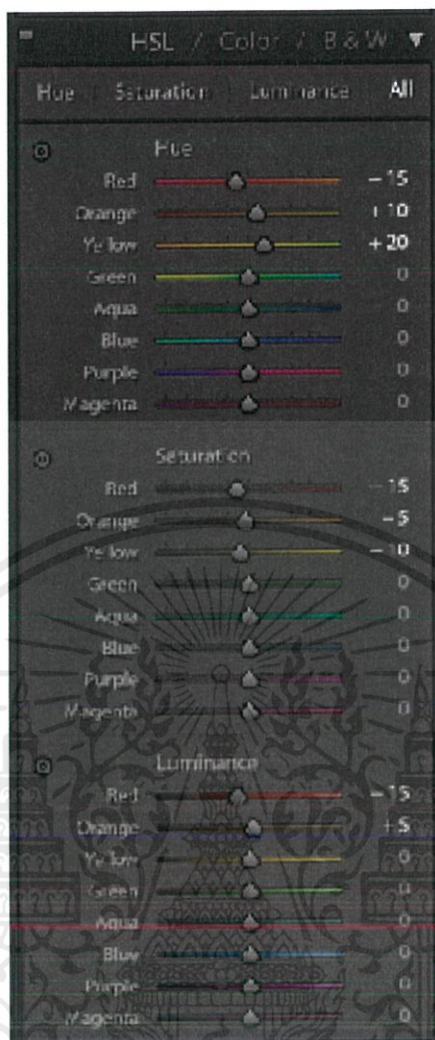 HSL / Color / B & W
Hue Saturation Luminance All
Hue
Red -15
Orange +10
Yellow +20
Green 0
Aqua 0
Blue 0
Purple 0
Magenta 0
Saturation
Red -15
Orange -5
Yellow -10
Green 0
Aqua 0
Blue 0
Purple 0
Magenta 0
Luminance
Red -15
Orange +5
Yellow 0
Green 0
Aqua 0
Blue 0
Purple 0
Magenta 0